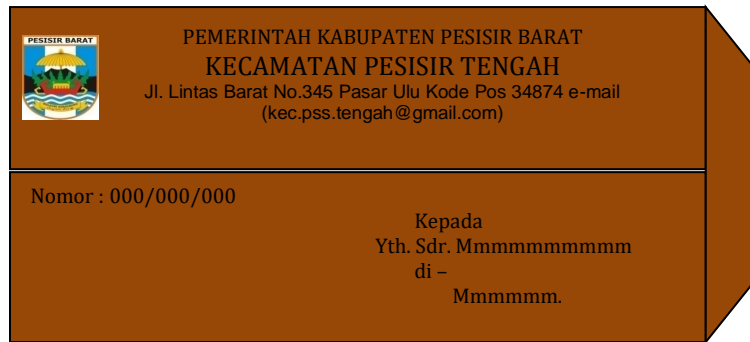 PESISIR BARAT
PEMERINTAH KABUPATEN PESISIR BARAT
KECAMATAN PESISIR TENGAH
Jl. Lintas Barat No.345 Pasar Ulu Kode Pos 34874 e-mail
(kec.pss.tengah@gmail.com)
Nomor : 000/000/000
Kepada
Yth. Sdr. Mmmmmmmmmm
di –
Mmmmmm.